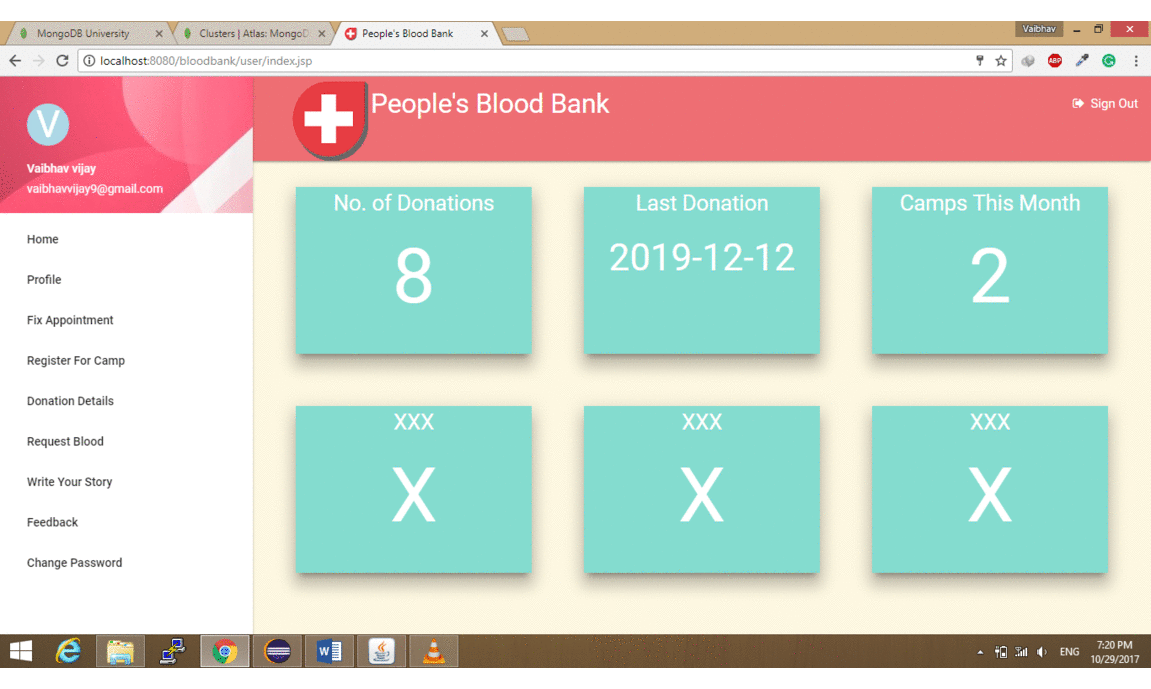 MongoDB University
Clusters | Atlas: MongoD
People's Blood Bank
Vaibhav
localhost:8080/bloodbank/user/index.jsp
ABP
G
People's Blood Bank
Sign Out
V
Vaibhav vijay
vaibhavvijay9@gmail.com
Home
Profile
Fix Appointment
Register For Camp
Donation Details
Request Blood
Write Your Story
Feedback
Change Password
No. of Donations
8
Last Donation
2019-12-12
Camps This Month
2
XXX
X
XXX
X
XXX
X
ENG
7:20 PM
10/29/2017